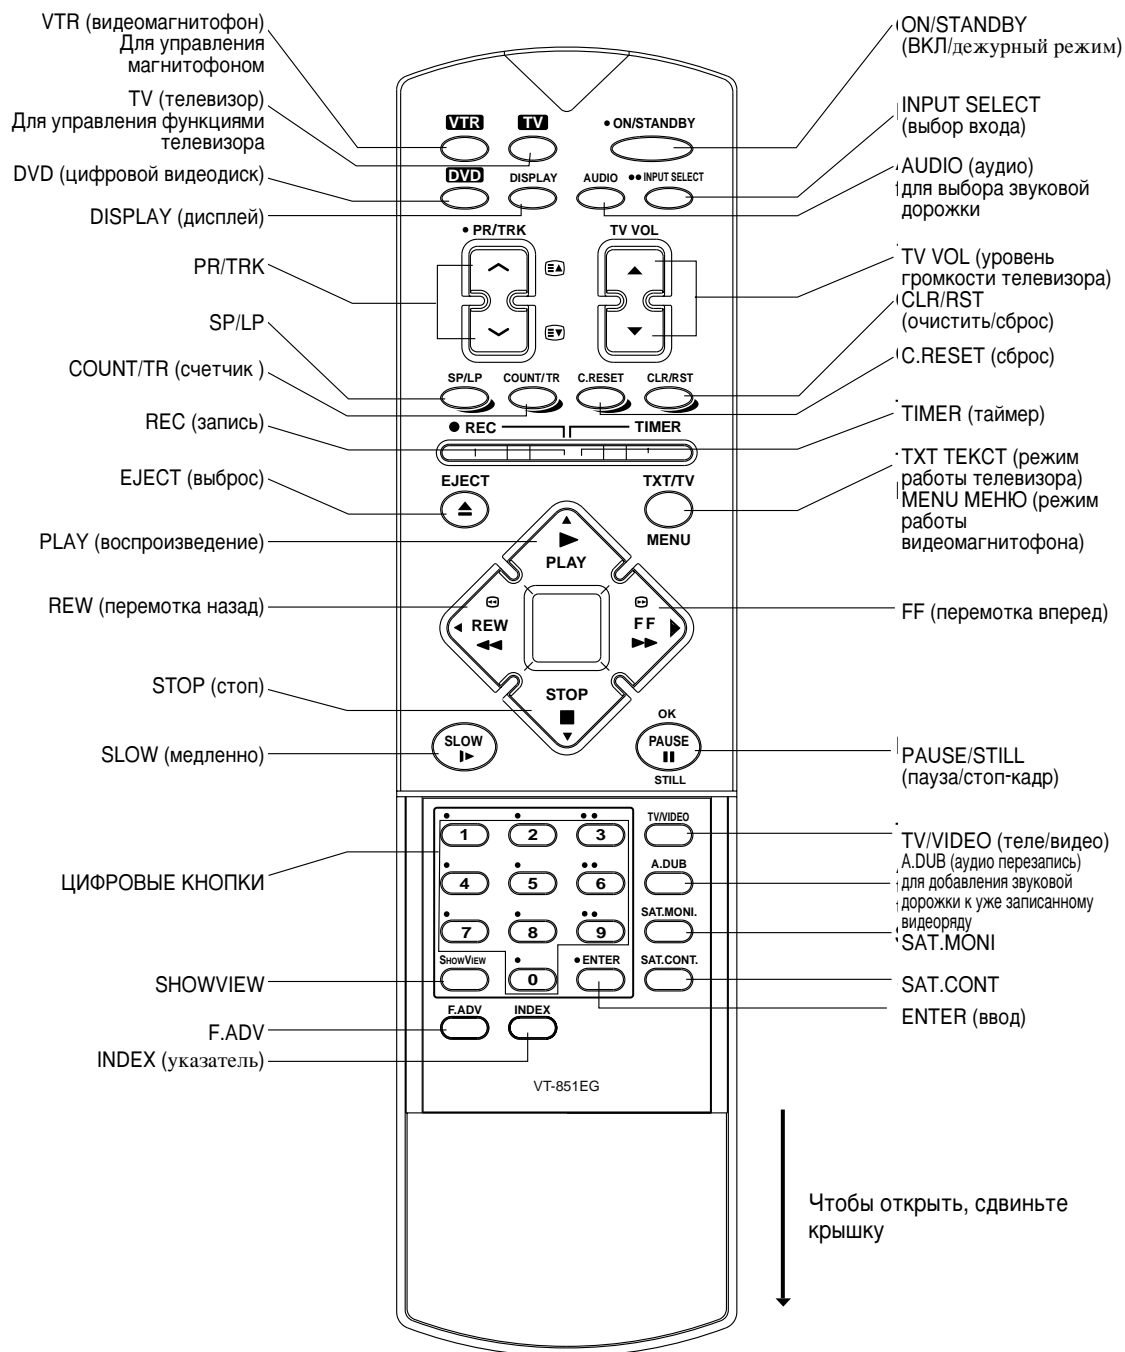 VTR (видеомагнитофон)
Для управления
магнитофоном
TV (телевизор)
Для управления функциями
телевизора
DVD (цифровой видеодиск)
DISPLAY (дисплей)
PR/TRK
SP/LP
COUNT/TR (счетчик )
REC (запись)
EJECT (выброс)
PLAY (воспроизведение)
REW (перемотка назад)
STOP (стоп)
SLOW (медленно)
ЦИФРОВЫЕ КНОПКИ
SHOWVIEW
F.ADV
INDEX (указатель)
VTR TV ON/STANDBY
DVD DISPLAY AUDIO INPUT SELECT
PR/TRK TV VOL
SP/LP COUNT/TR C.RESET CLR/RST
REC TIMER
EJECT TXT/TV
MENU
PLAY
REW FF
STOP
SLOW
OK
PAUSE
STILL
1 2 3 TV/VIDEO
4 5 6 A.DUB
7 8 9 SAT.MONI.
SHOWVIEW 0 ENTER SAT.CONT.
F.ADV INDEX
VT-851EG
ON/STANDBY
(ВКЛ/дежурный режим)
INPUT SELECT
(выбор входа)
AUDIO (аудио)
для выбора звуковой
дорожки
TV VOL (уровень
громкости телевизора)
CLR/RST
(очистить/сброс)
C.RESET (сброс)
TIMER (таймер)
TXT ТЕКСТ (режим
работы телевизора)
MENU МЕНЮ (режим
работы
видеомагнитофона)
FF (перемотка вперед)
PAUSE/STILL
(пауза/стоп-кадр)
TV/VIDEO (теле/видео)
A.DUB (аудио перезапись)
для добавления звуковой
дорожки к уже записанному
видеоряду
SAT.MONI
SAT.CONT
ENTER (ввод)
Чтобы открыть, сдвиньте
крышку